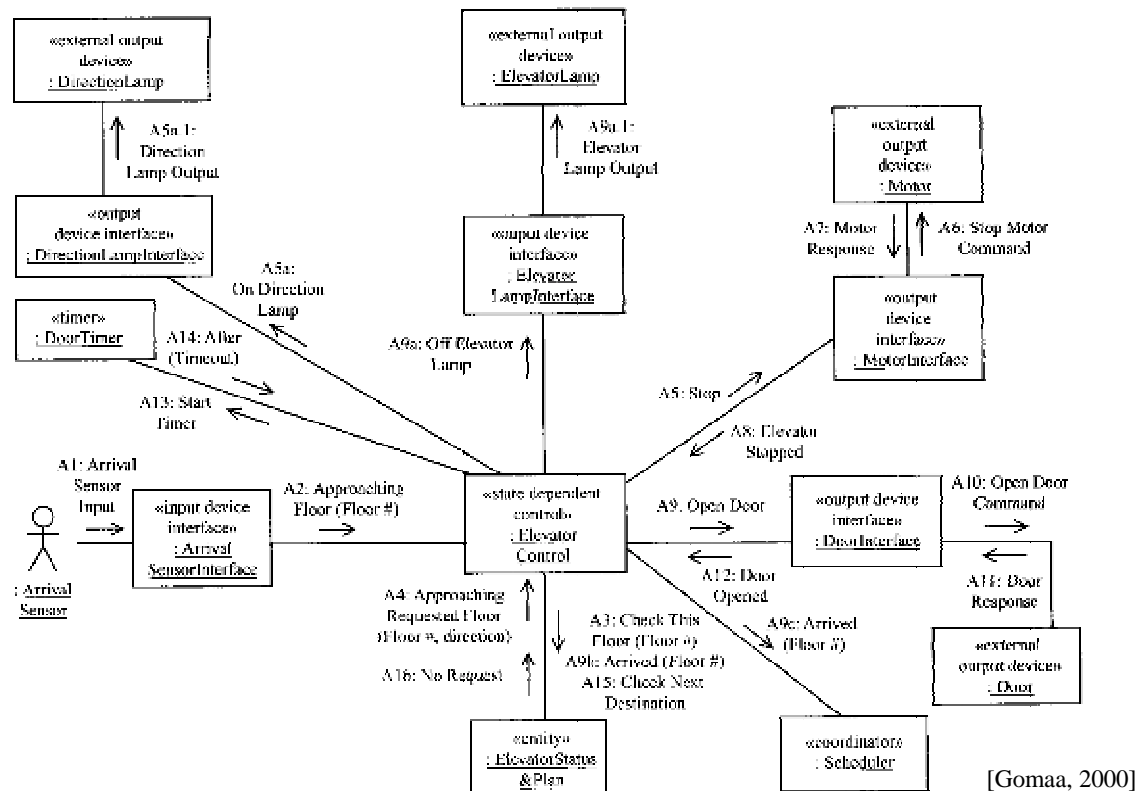 «external output
device»
: DirectionLamp
«external output
device»
: ElevatorLamp
«external
output
device»
: Motor
A5a.1:
Direction
Lamp Output
A9a.1:
Elevator
Lamp Output
A7: Motor
Response
A6: Stop Motor
Command
«output
device interface»
: DirectionLampInterface
«output device
interface»
: Elevator
LampInterface
«output
device
interface»
: MotorInterface
A5a:
On Direction
Lamp
«timer»
: DoorTimer
A14: After
(Timeout)
A13: Start
Timer
A9a: Off Elevator
Lamp
A5: Stop
A8: Elevator
Stopped
A1: Arrival
Sensor
Input
: Arrival
Sensor
«input device
interface»
: Arrival
SensorInterface
A2: Approaching
Floor (Floor #)
«state dependent
control»
: Elevator
Control
A9: Open Door
A12: Door
Opened
«output device
interface»
: DoorInterface
A10: Open Door
Command
A11: Door
Response
«external
output device»
: Door
A4: Approaching
Requested Floor
(Floor #, direction)
A16: No Request
A3: Check This
Floor (Floor #)
A9b: Arrived (Floor #)
A15: Check Next
Destination
A9c: Arrived
(Floor #)
«entity»
: ElevatorStatus
&Plan
«coordinator»
: Scheduler
[Gomaa, 2000]